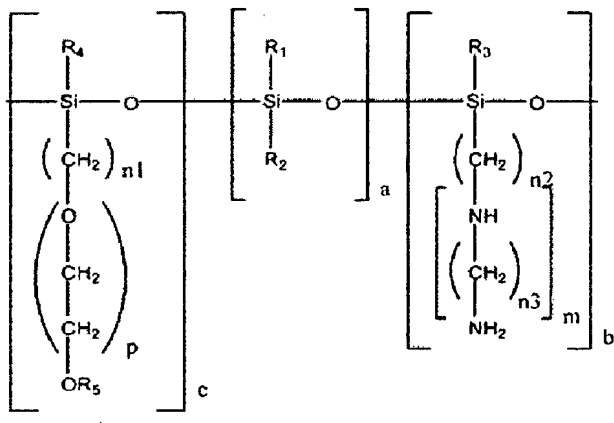 R₄ R₁ R₃
Si O Si O Si O
(CH₂)n1 R₂ (CH₂)n2
a
O NH
CH₂ (CH₂)n3
CH₂ p NH₂ m
b
OR₅ c